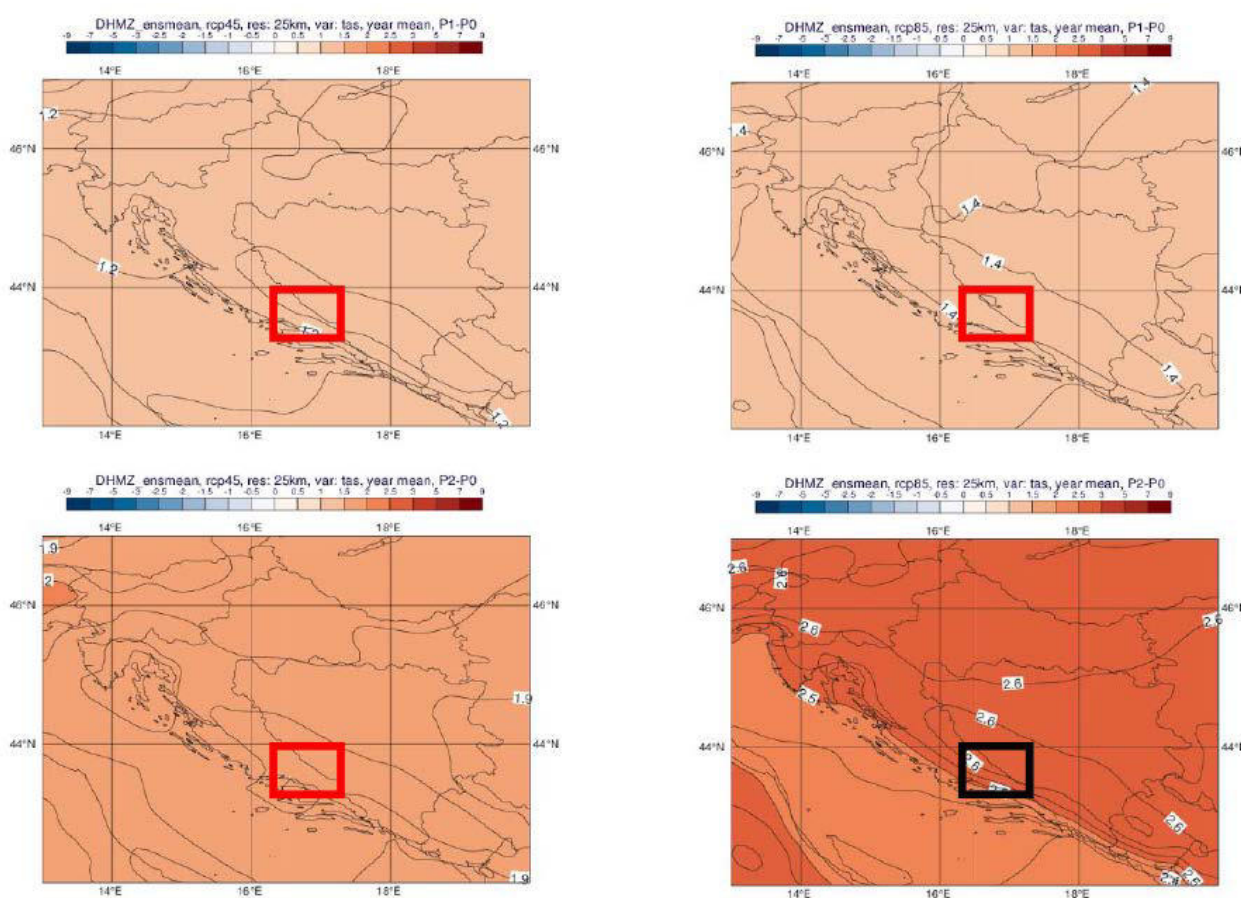 DHMZ_ensmean, rcp45, res: 25km, var: tas, year mean, P1-P0
-9 -7 -5 -3 -2.5 -2 -1.5 -1 -0.5 0 0.5 1 1.5 2 2.5 3 5 7 9
14°E 16°E 18°E
1.2
46°N
1.2
44°N
1.2
1.2
14°E 16°E 18°E
DHMZ_ensmean, rcp85, res: 25km, var: tas, year mean, P1-P0
-9 -7 -5 -3 -2.5 -2 -1.5 -1 -0.5 0 0.5 1 1.5 2 2.5 3 5 7 9
14°E 16°E 18°E
1.4
1.4
46°N 46°N
1.4
1.4
44°N 44°N
1.4
1.4
14°E 16°E 18°E
DHMZ_ensmean, rcp45, res: 25km, var: tas, year mean, P2-P0
-9 -7 -5 -3 -2.5 -2 -1.5 -1 -0.5 0 0.5 1 1.5 2 2.5 3 5 7 9
14°E 16°E 18°E
1.9
2
46°N
1.9
44°N
1.9
14°E 16°E 18°E
DHMZ_ensmean, rcp85, res: 25km, var: tas, year mean, P2-P0
-9 -7 -5 -3 -2.5 -2 -1.5 -1 -0.5 0 0.5 1 1.5 2 2.5 3 5 7 9
14°E 16°E 18°E
2.6 2.6
46°N 46°N
2.6 2.6
2.6
2.5
2.6
44°N 44°N
2.6
2.6
2.4 2.5
14°E 16°E 18°E